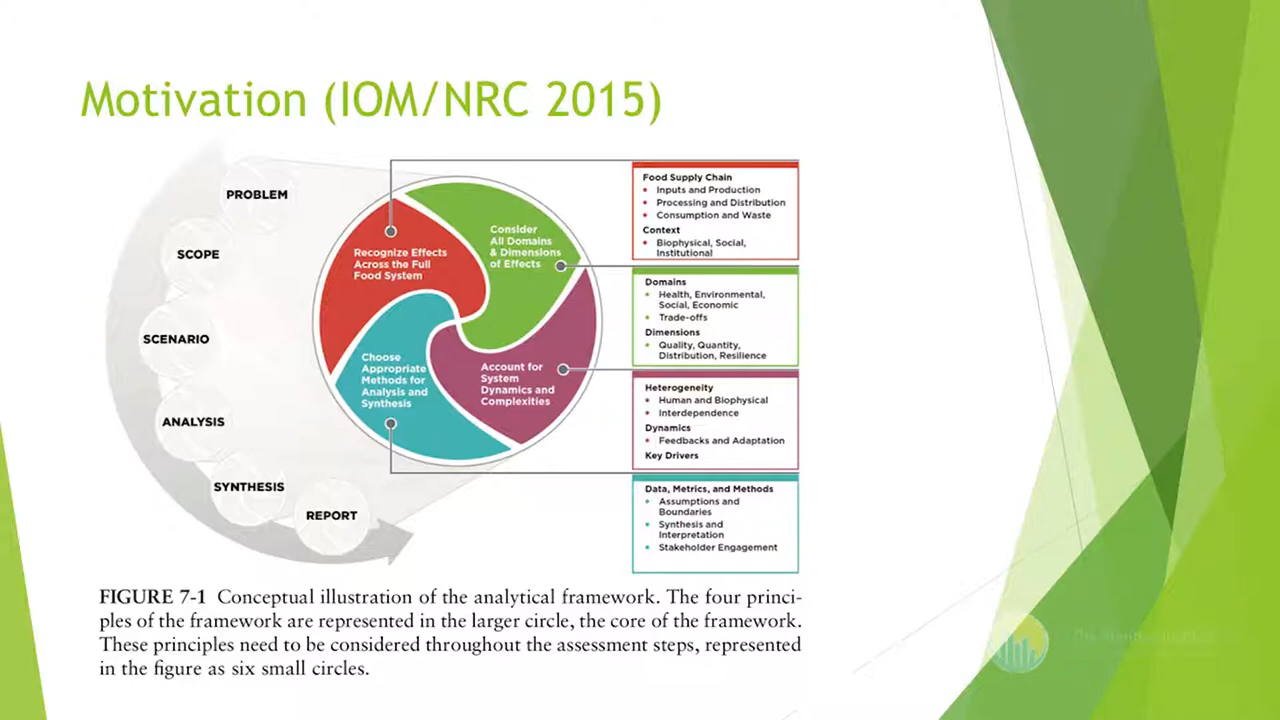 Motivation (IOM/NRC 2015)
PROBLEM
SCOPE
SCENARIO
ANALYSIS
SYNTHESIS
REPORT
Recognize Effects
Across the Full
Food System
Consider
All Domains
& Dimensions
of Effects
Choose
Appropriate
Methods for
Analysis and
Synthesis
Account for
System
Dynamics and
Complexities
Food Supply Chain
• Inputs and Production
• Processing and Distribution
• Consumption and Waste
Context
• Biophysical, Social,
Institutional
Domains
• Health, Environmental,
Social, Economic
• Trade-offs
Dimensions
• Quality, Quantity,
Distribution, Resilience
Heterogeneity
• Human and Biophysical
• Interdependence
Dynamics
• Feedbacks and Adaptation
Key Drivers
Data, Metrics, and Methods
• Assumptions and
Boundaries
• Synthesis and
Interpretation
• Stakeholder Engagement
FIGURE 7-1 Conceptual illustration of the analytical framework. The four princi-
ples of the framework are represented in the larger circle, the core of the framework.
These principles need to be considered throughout the assessment steps, represented
in the figure as six small circles.